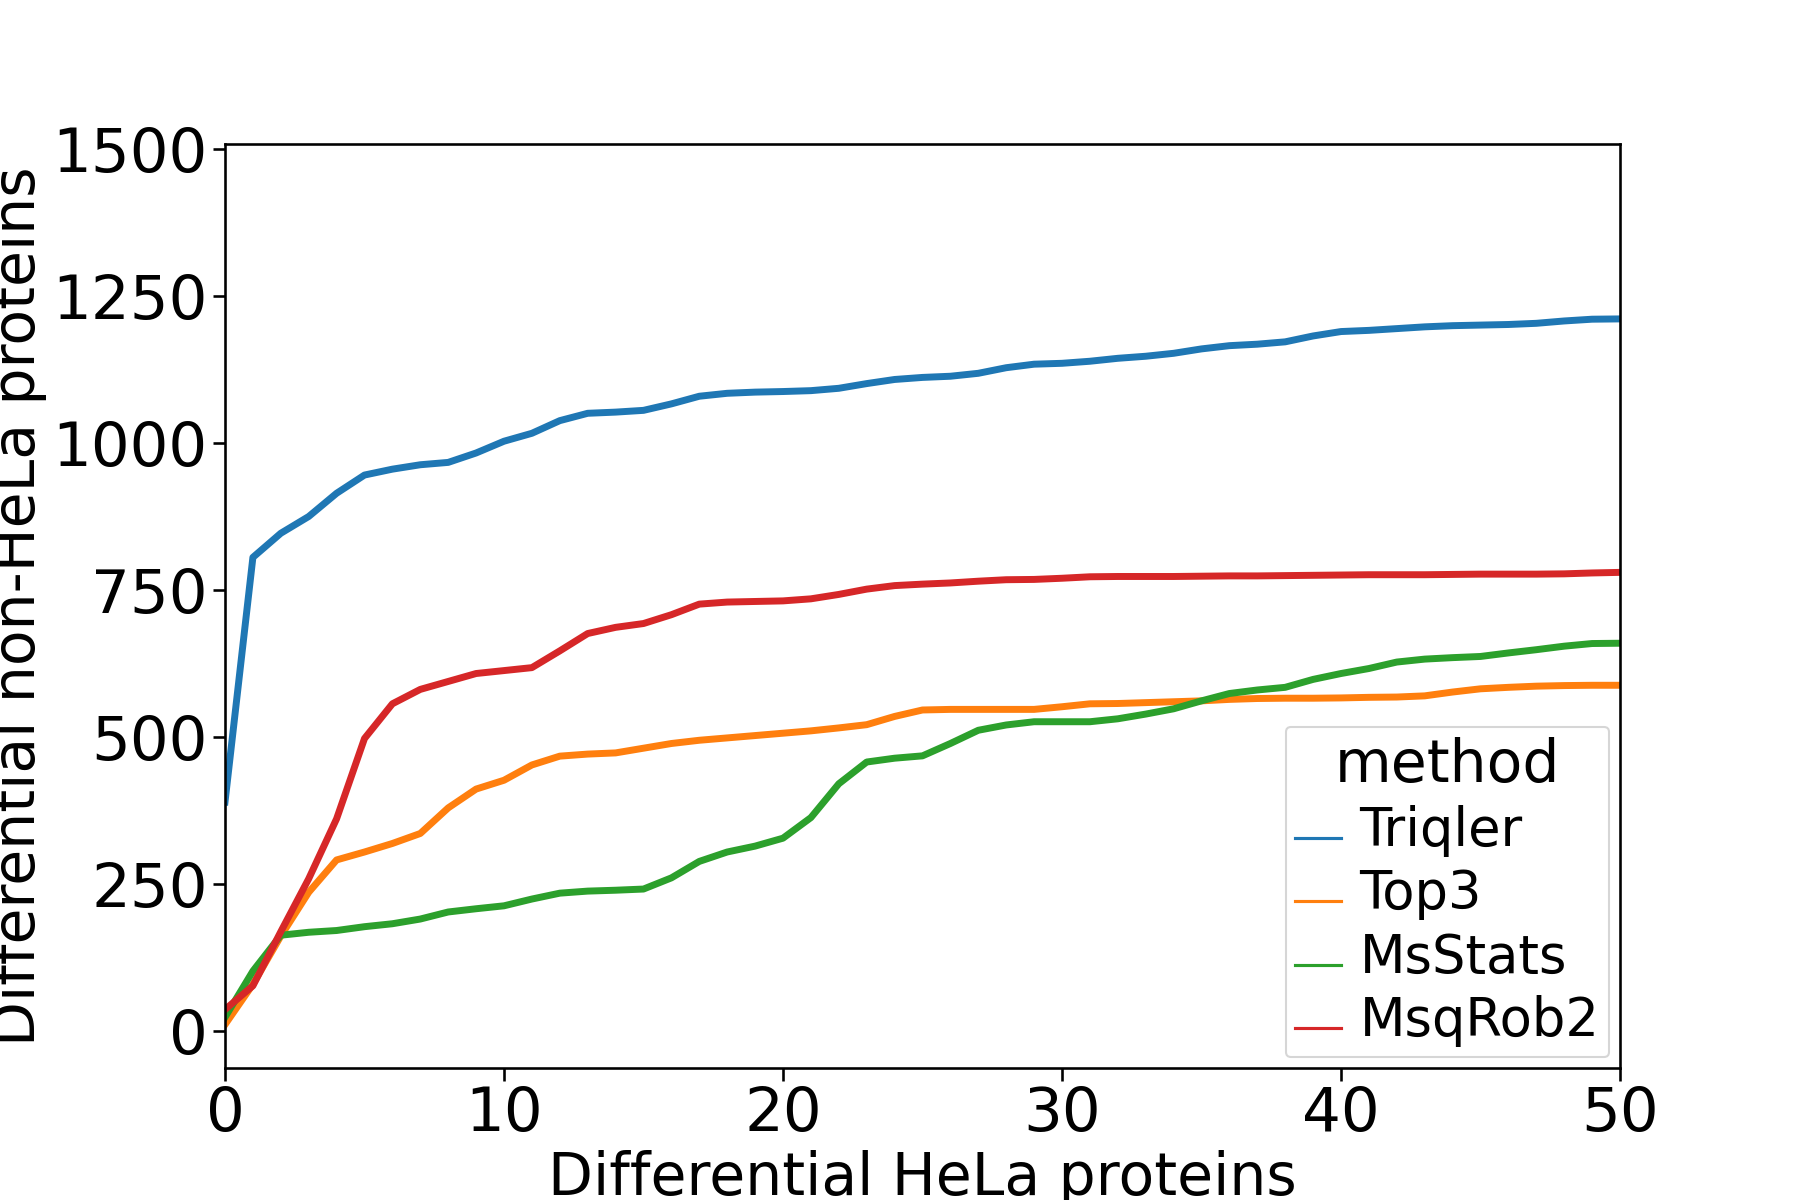 1500
1250
1000
750
500
250
0
Differential non-HeLa proteins
0 10 20 30 40 50
Differential HeLa proteins
method
Triqler
Top3
MsStats
MsqRob2